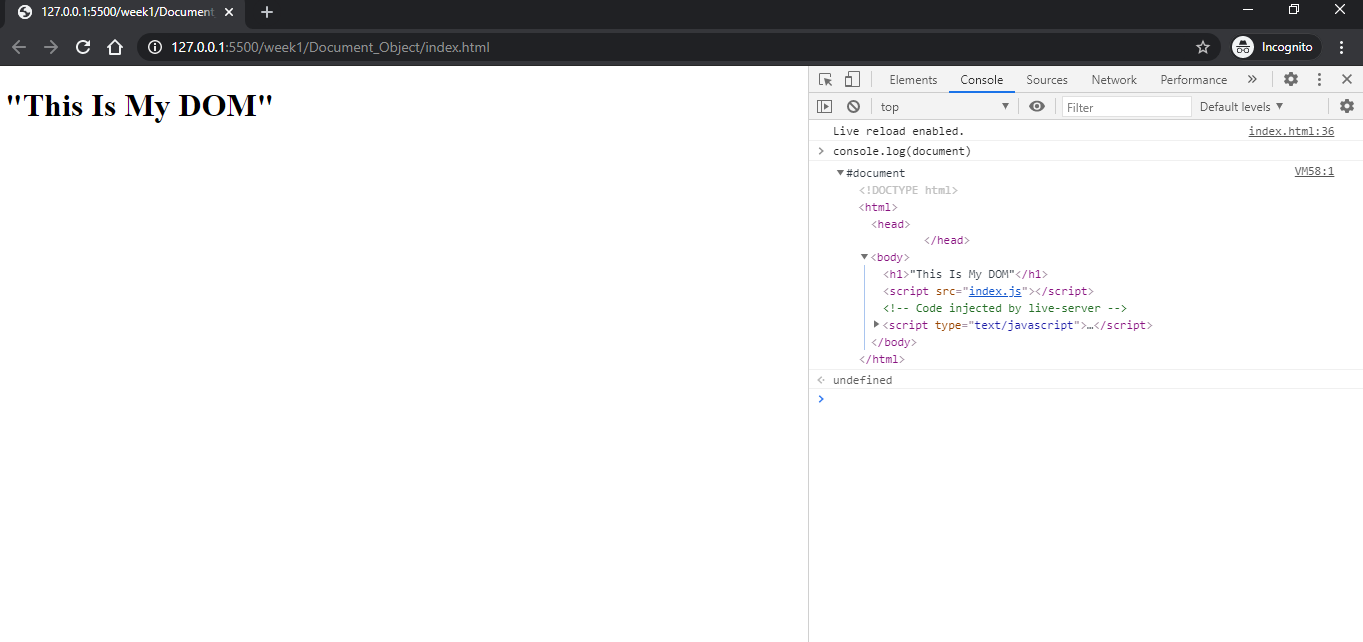 127.0.0.1:5500/week1/Document
127.0.0.1:5500/week1/Document_Object/index.html
Incognito
"This Is My DOM"
Elements Console Sources Network Performance »
top Filter Default levels
Live reload enabled. index.html:36
console.log(document)
#document VM58:1
<!DOCTYPE html>
<html>
<head>
</head>
<body>
<h1>"This Is My DOM"</h1>
<script src="index.js"></script>
<!-- Code injected by live-server -->
<script type="text/javascript">…</script>
</body>
</html>
undefined